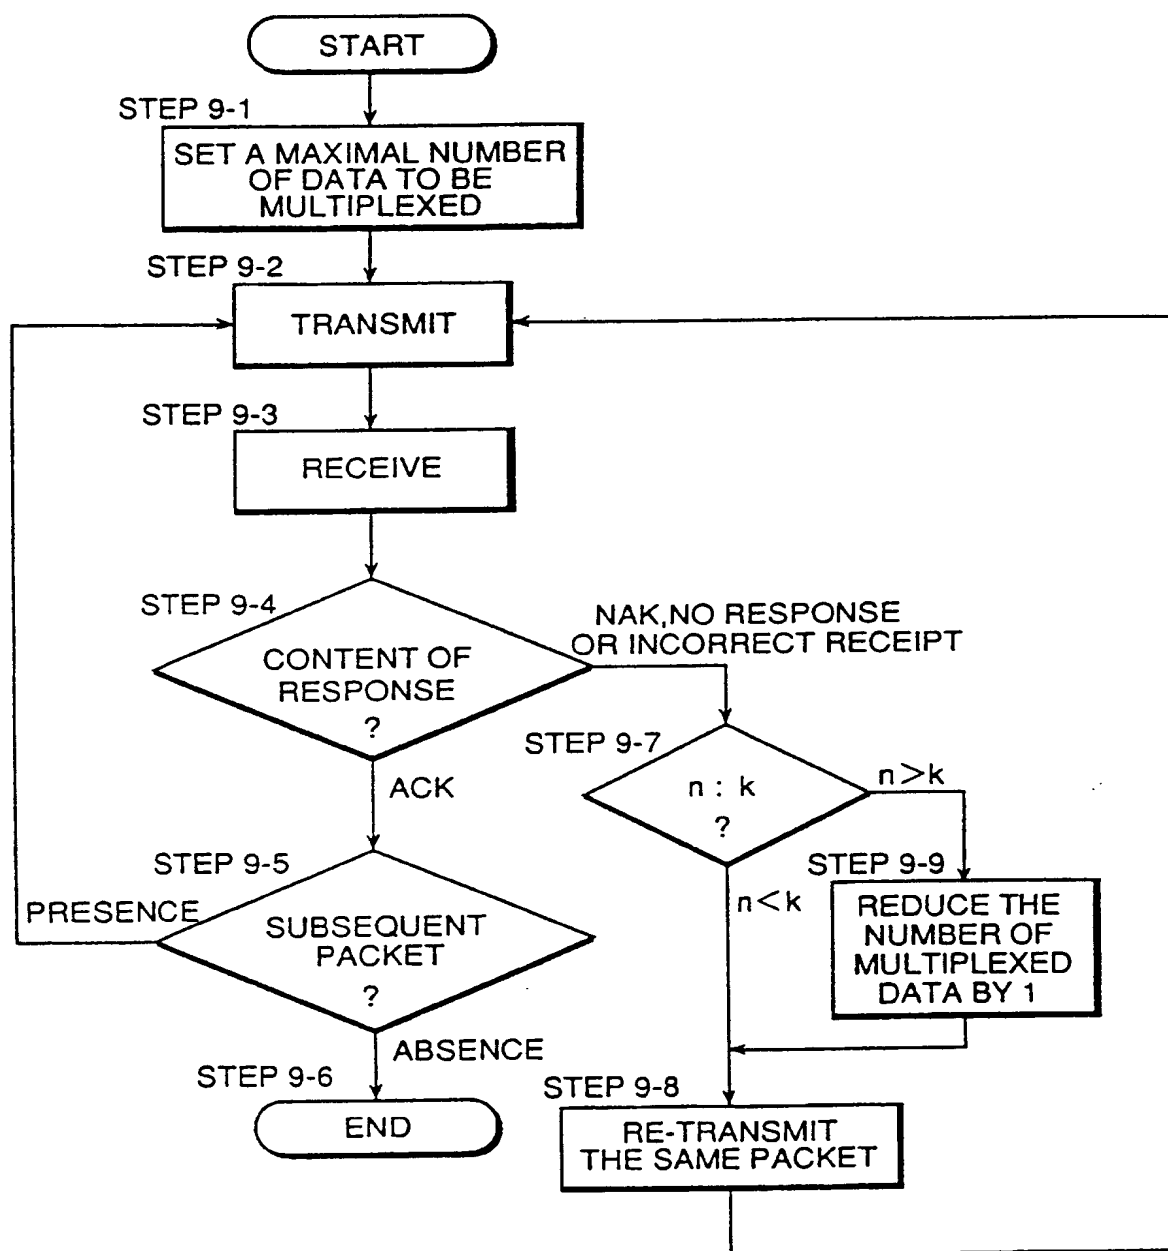 START
STEP 9-1
SET A MAXIMAL NUMBER
OF DATA TO BE
MULTIPLEXED
STEP 9-2
TRANSMIT
STEP 9-3
RECEIVE
STEP 9-4
CONTENT OF
RESPONSE
?
NAK,NO RESPONSE
OR INCORRECT RECEIPT
STEP 9-7
n : k
?
n>k
ACK
STEP 9-5
PRESENCE
SUBSEQUENT
PACKET
?
n<k
STEP 9-9
REDUCE THE
NUMBER OF
MULTIPLEXED
DATA BY 1
ABSENCE
STEP 9-6
END
STEP 9-8
RE-TRANSMIT
THE SAME PACKET